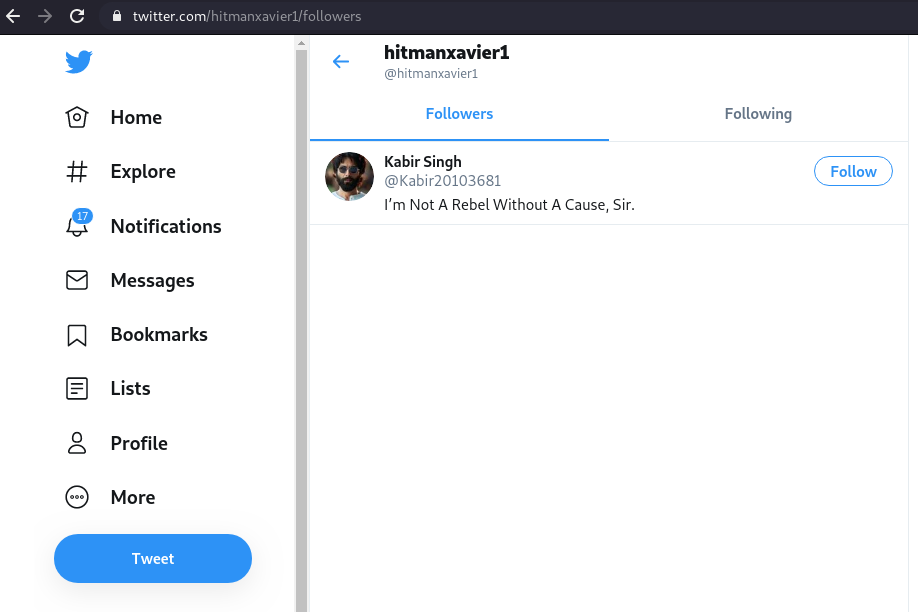 twitter.com/hitmanxavier1/followers
hitmanxavier1
@hitmanxavier1
Followers
Following
Kabir Singh
@Kabir20103681
I'm Not A Rebel Without A Cause, Sir.
Follow
Home
Explore
17
Notifications
Messages
Bookmarks
Lists
Profile
More
Tweet